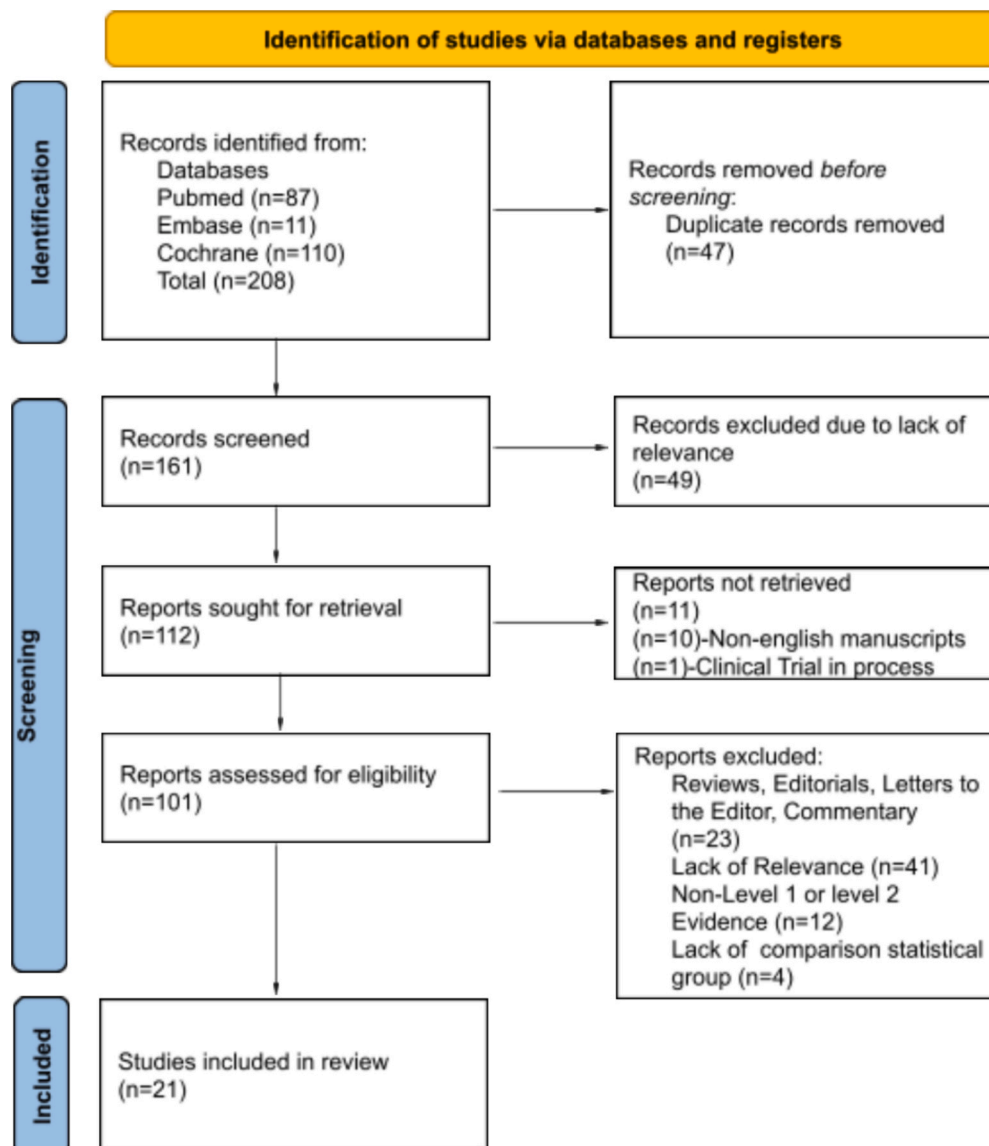 Identification of studies via databases and registers
Identification
Records identified from:
Databases
Pubmed (n=87)
Embase (n=11)
Cochrane (n=110)
Total (n=208)
Records removed before
screening:
Duplicate records removed
(n=47)
Screening
Records screened
(n=161)
Records excluded due to lack of
relevance
(n=49)
Reports sought for retrieval
(n=112)
Reports not retrieved
(n=11)
(n=10)-Non-english manuscripts
(n=1)-Clinical Trial in process
Reports assessed for eligibility
(n=101)
Reports excluded:
Reviews, Editorials, Letters to
the Editor, Commentary
(n=23)
Lack of Relevance (n=41)
Non-Level 1 or level 2
Evidence (n=12)
Lack of comparison statistical
group (n=4)
Included
Studies included in review
(n=21)